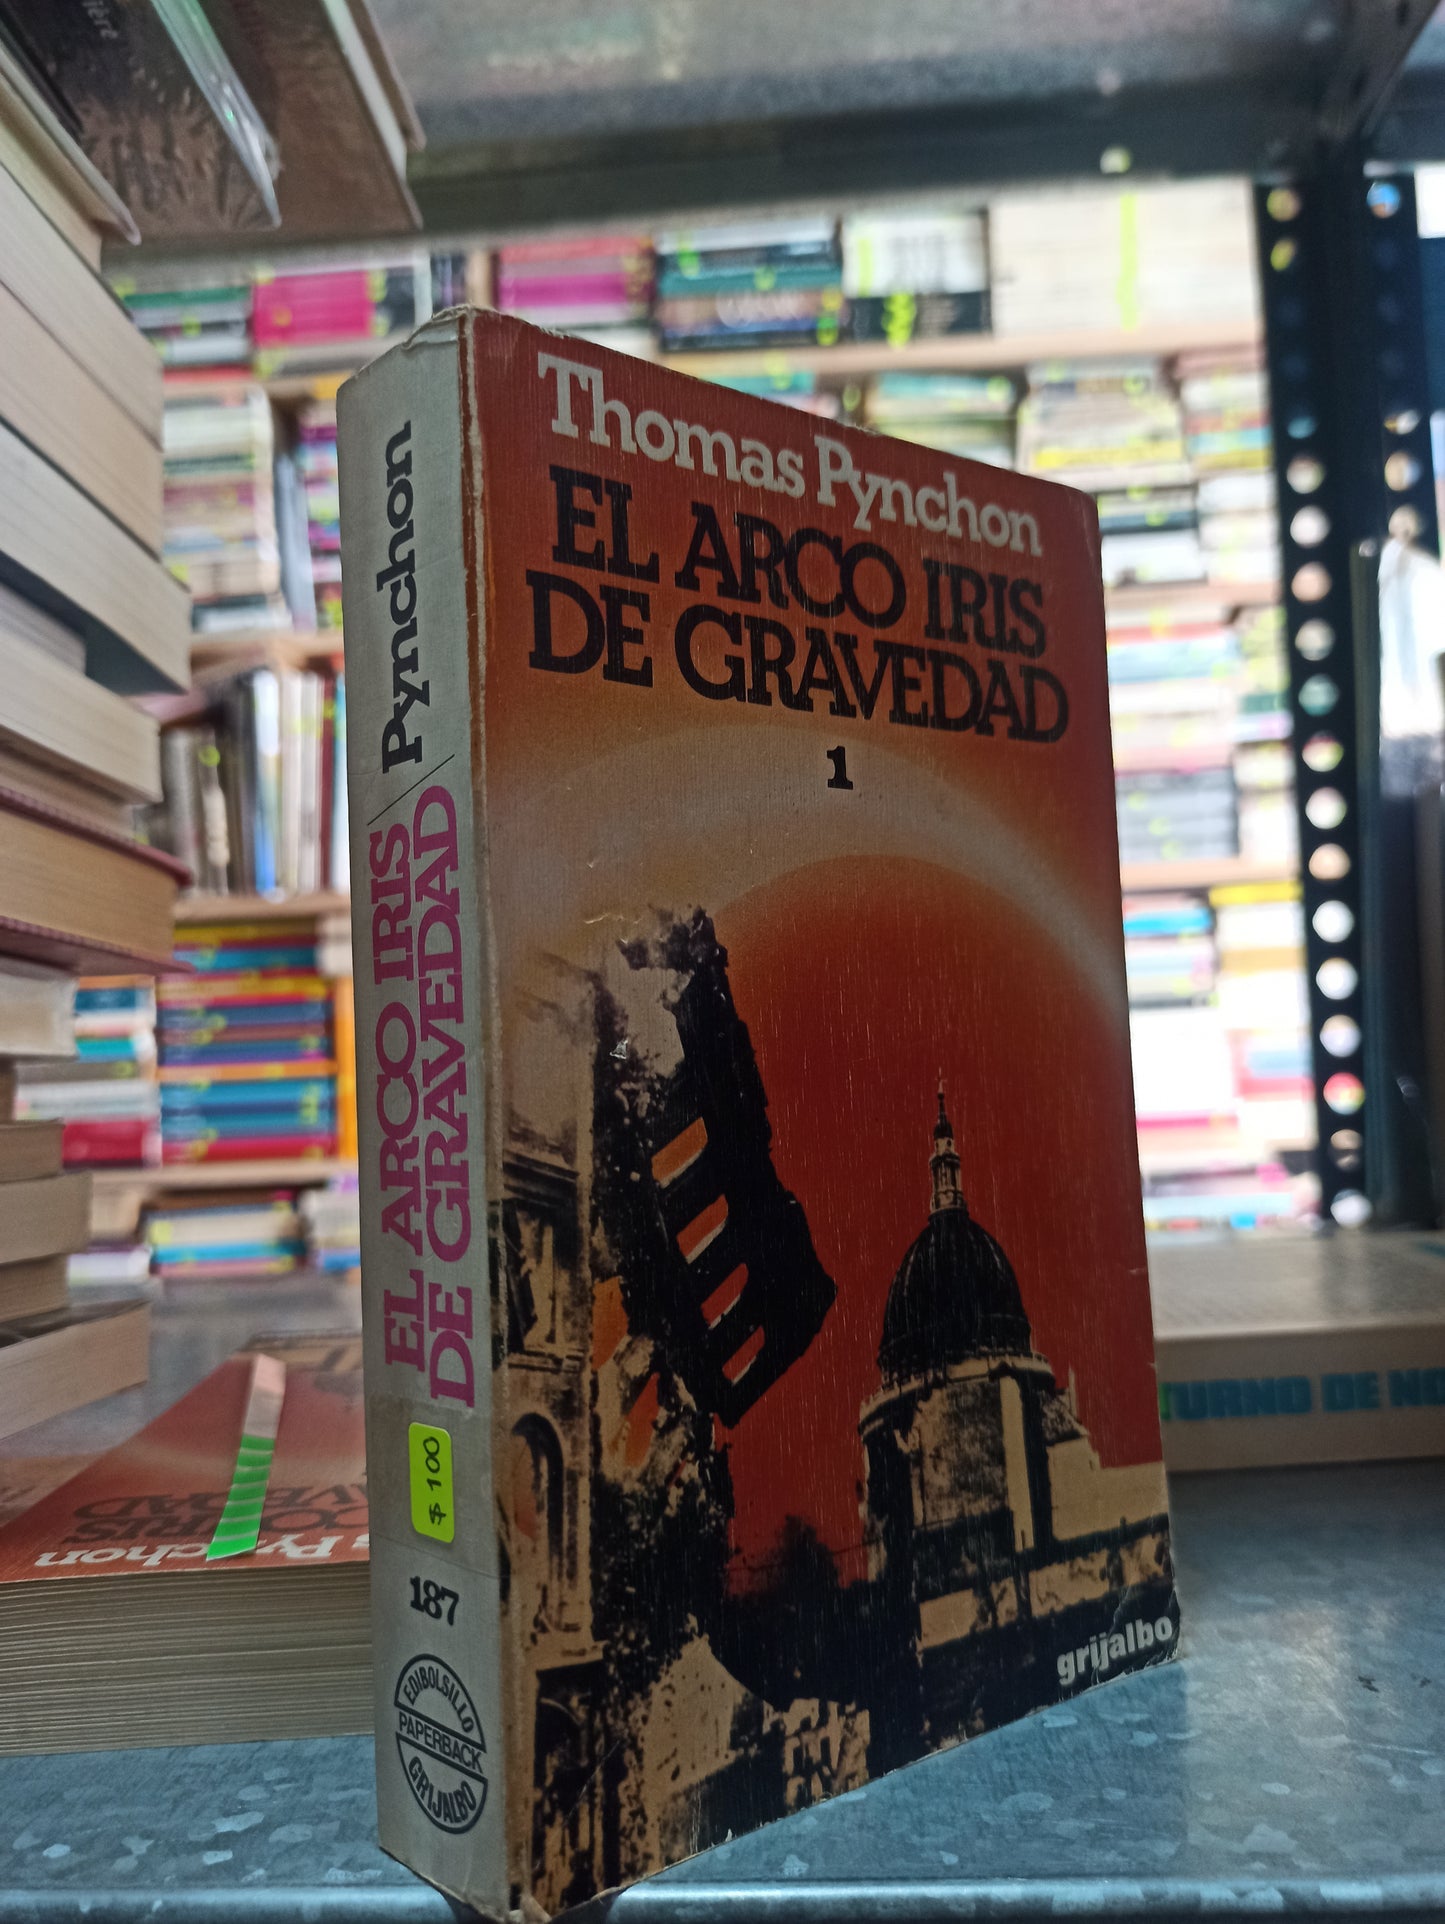 Thomas Pynchon
EL ARCO IRIS
DE GRAVEDAD
1
grijalbo
EL ARCO IRIS
DE GRAVEDAD
/ Pynchon
$ 100
187
EDIBOLSILLO
PAPERBACK
GRIJALBO
TURNO DE NO